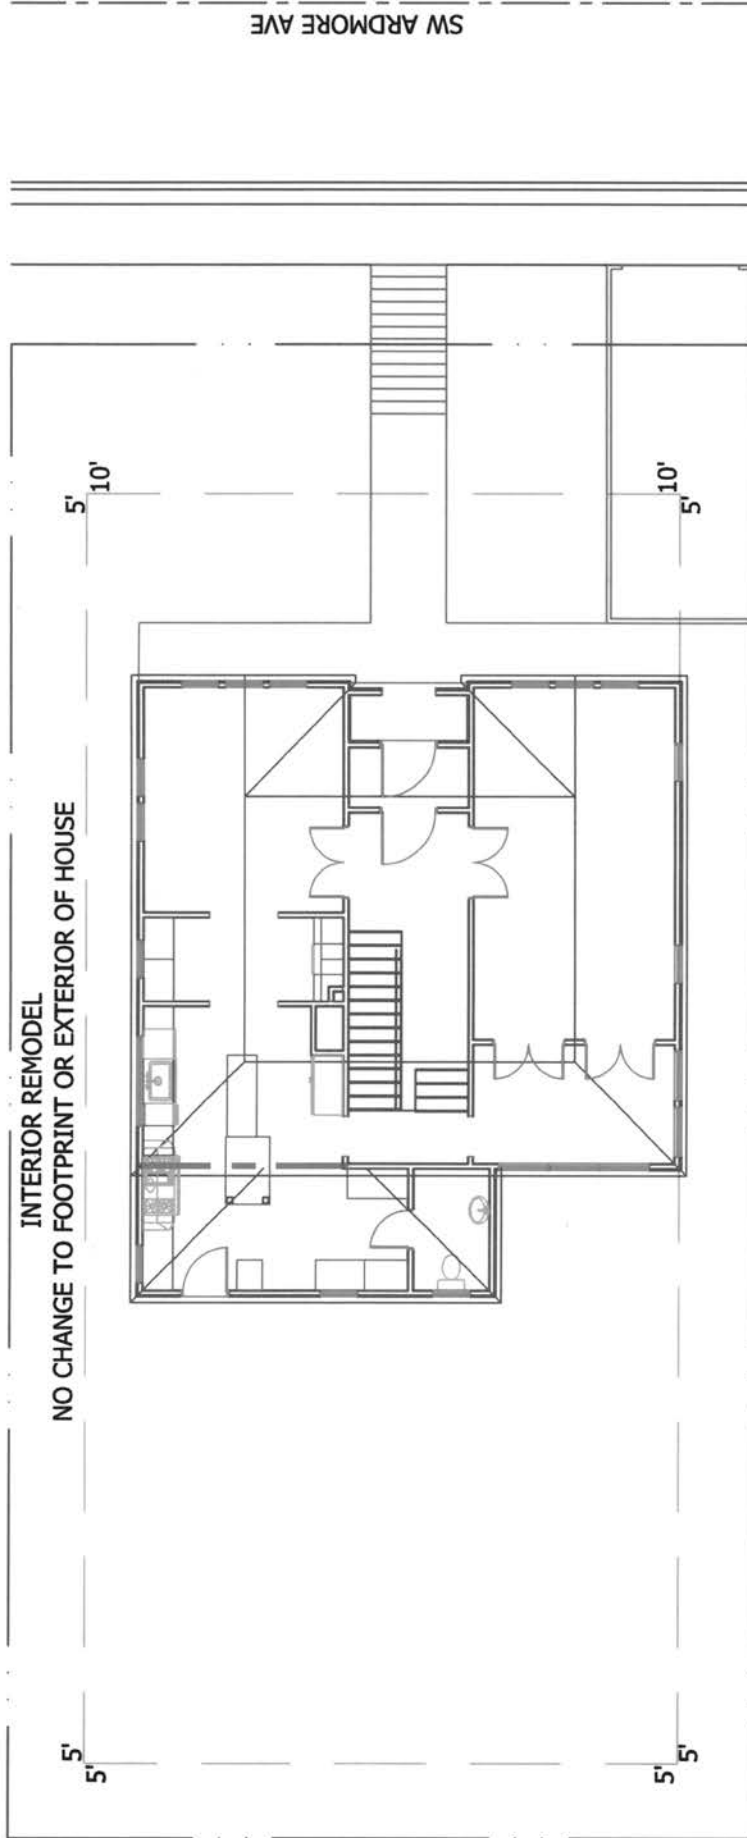 SW ARDMORE AVE
5'
10'
10'
5'
INTERIOR REMODEL
NO CHANGE TO FOOTPRINT OR EXTERIOR OF HOUSE
5'
5'
5'
5'